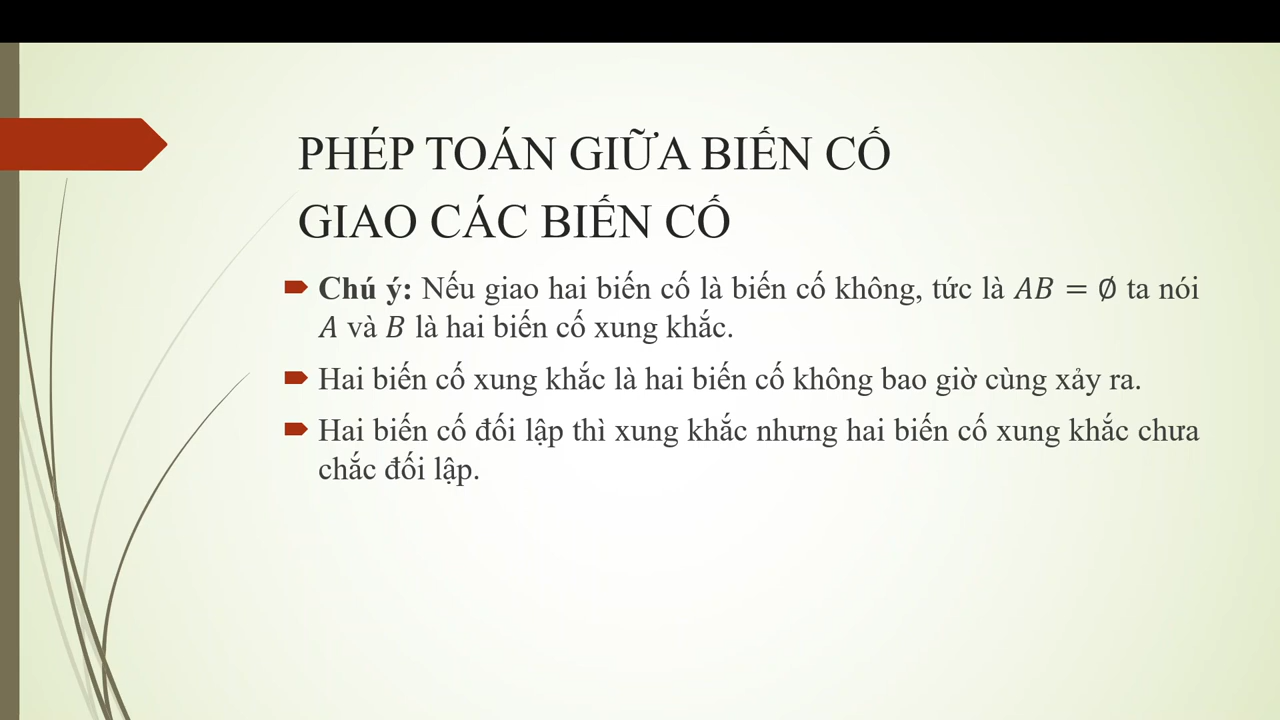 PHÉP TOÁN GIỮA BIẾN CỐ
GIAO CÁC BIẾN CỐ
Chú ý: Nếu giao hai biến cố là biến cố không, tức là AB = ∅ ta nói
A và B là hai biến cố xung khắc.
Hai biến cố xung khắc là hai biến cố không bao giờ cùng xảy ra.
Hai biến cố đối lập thì xung khắc nhưng hai biến cố xung khắc chưa
chắc đối lập.